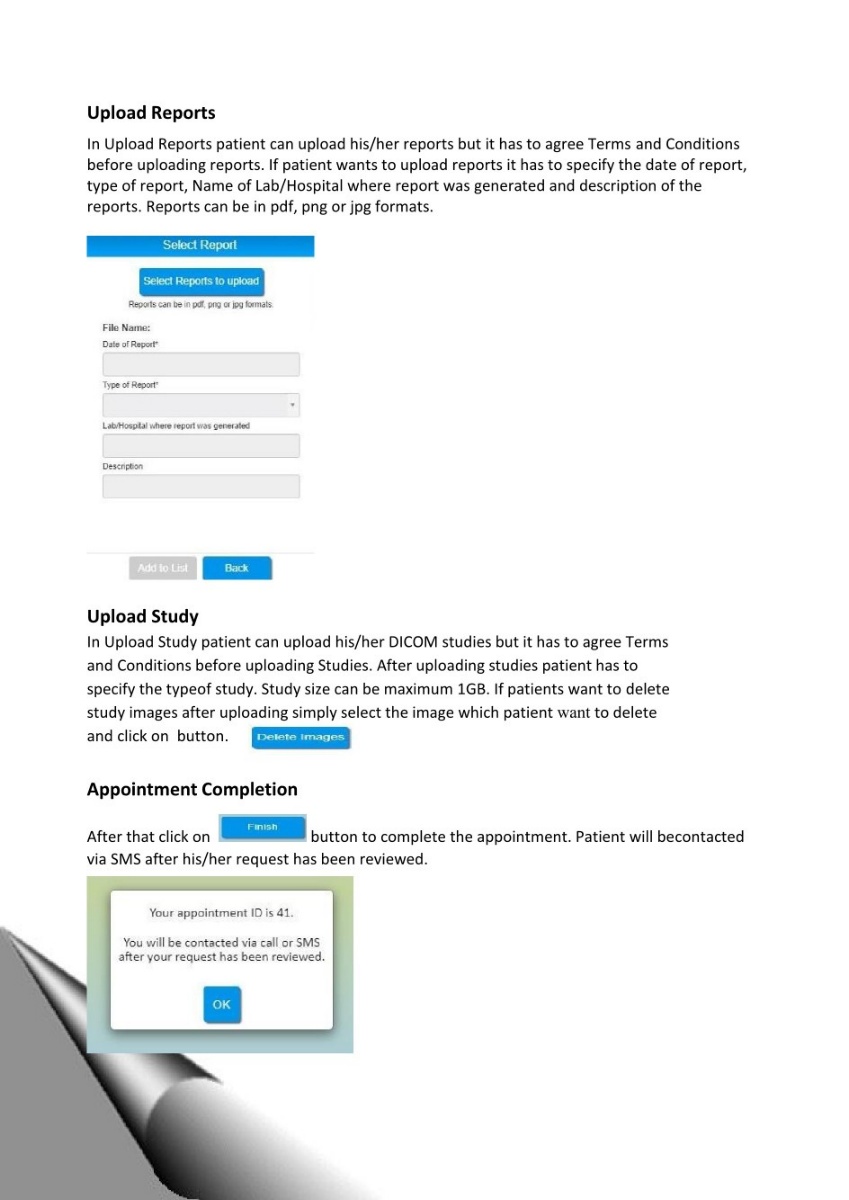 Upload Reports
In Upload Reports patient can upload his/her reports but it has to agree Terms and Conditions
before uploading reports. If patient wants to upload reports it has to specify the date of report,
type of report, Name of Lab/Hospital where report was generated and description of the
reports. Reports can be in pdf, png or jpg formats.
Select Report
Select Reports to upload
Reports can be in pdf, png or jpg formats.
File Name:
Date of Report*
Type of Report*
Lab/Hospital where report was generated
Description
Add to List Back
Upload Study
In Upload Study patient can upload his/her DICOM studies but it has to agree Terms
and Conditions before uploading Studies. After uploading studies patient has to
specify the typeof study. Study size can be maximum 1GB. If patients want to delete
study images after uploading simply select the image which patient want to delete
and click on button. Delete Images
Appointment Completion
After that click on Finish button to complete the appointment. Patient will becontacted
via SMS after his/her request has been reviewed.
Your appointment ID is 41.
You will be contacted via call or SMS
after your request has been reviewed.
OK